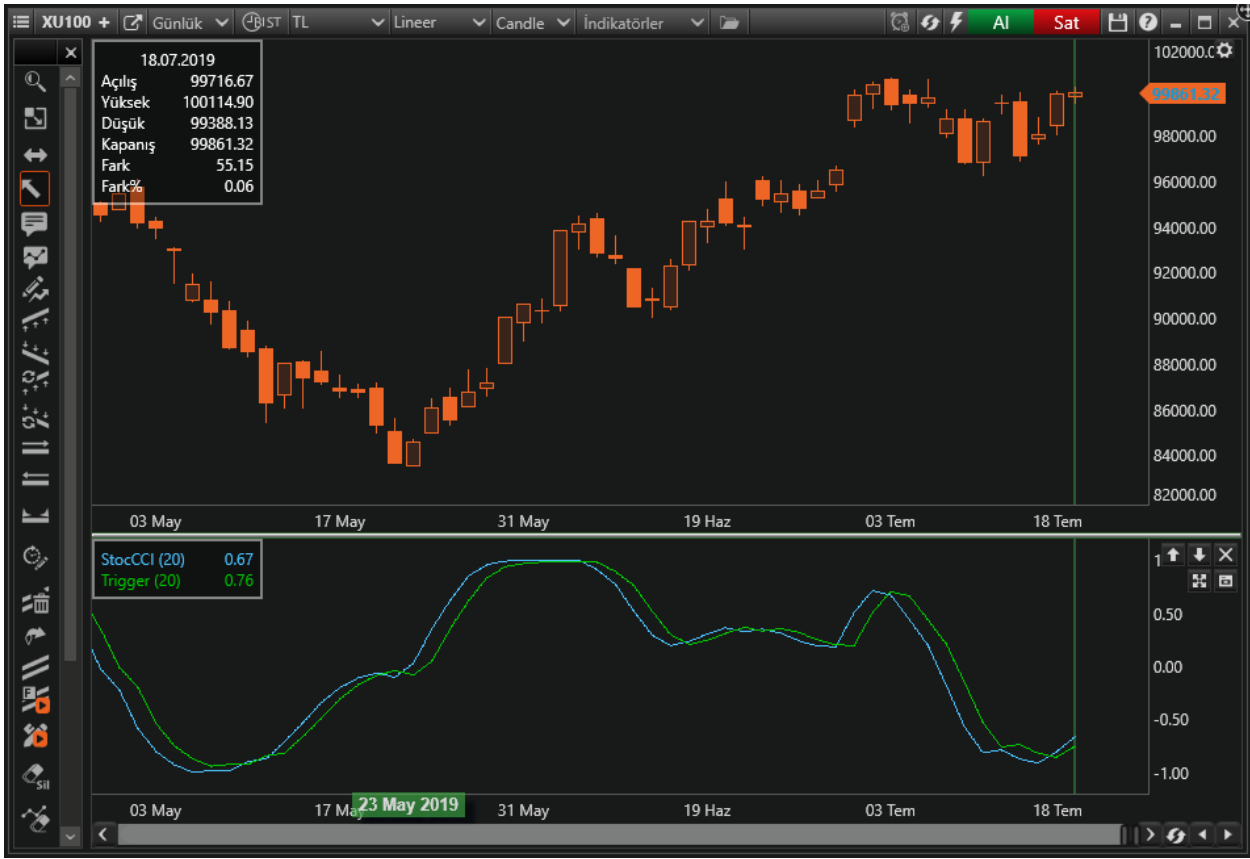 XU100 + Günlük BIST TL Lineer Candle İndikatörler Al Sat
18.07.2019
Açılış 99716.67
Yüksek 100114.90
Düşük 99388.13
Kapanış 99861.32
Fark 55.15
Fark% 0.06
99861.32
98000.00
96000.00
94000.00
92000.00
90000.00
88000.00
86000.00
84000.00
82000.00
03 May 17 May 31 May 19 Haz 03 Tem 18 Tem
StocCCI (20) 0.67
Trigger (20) 0.76
1
0.50
0.00
-0.50
-1.00
Sil
23 May 2019
03 May 17 May 31 May 19 Haz 03 Tem 18 Tem